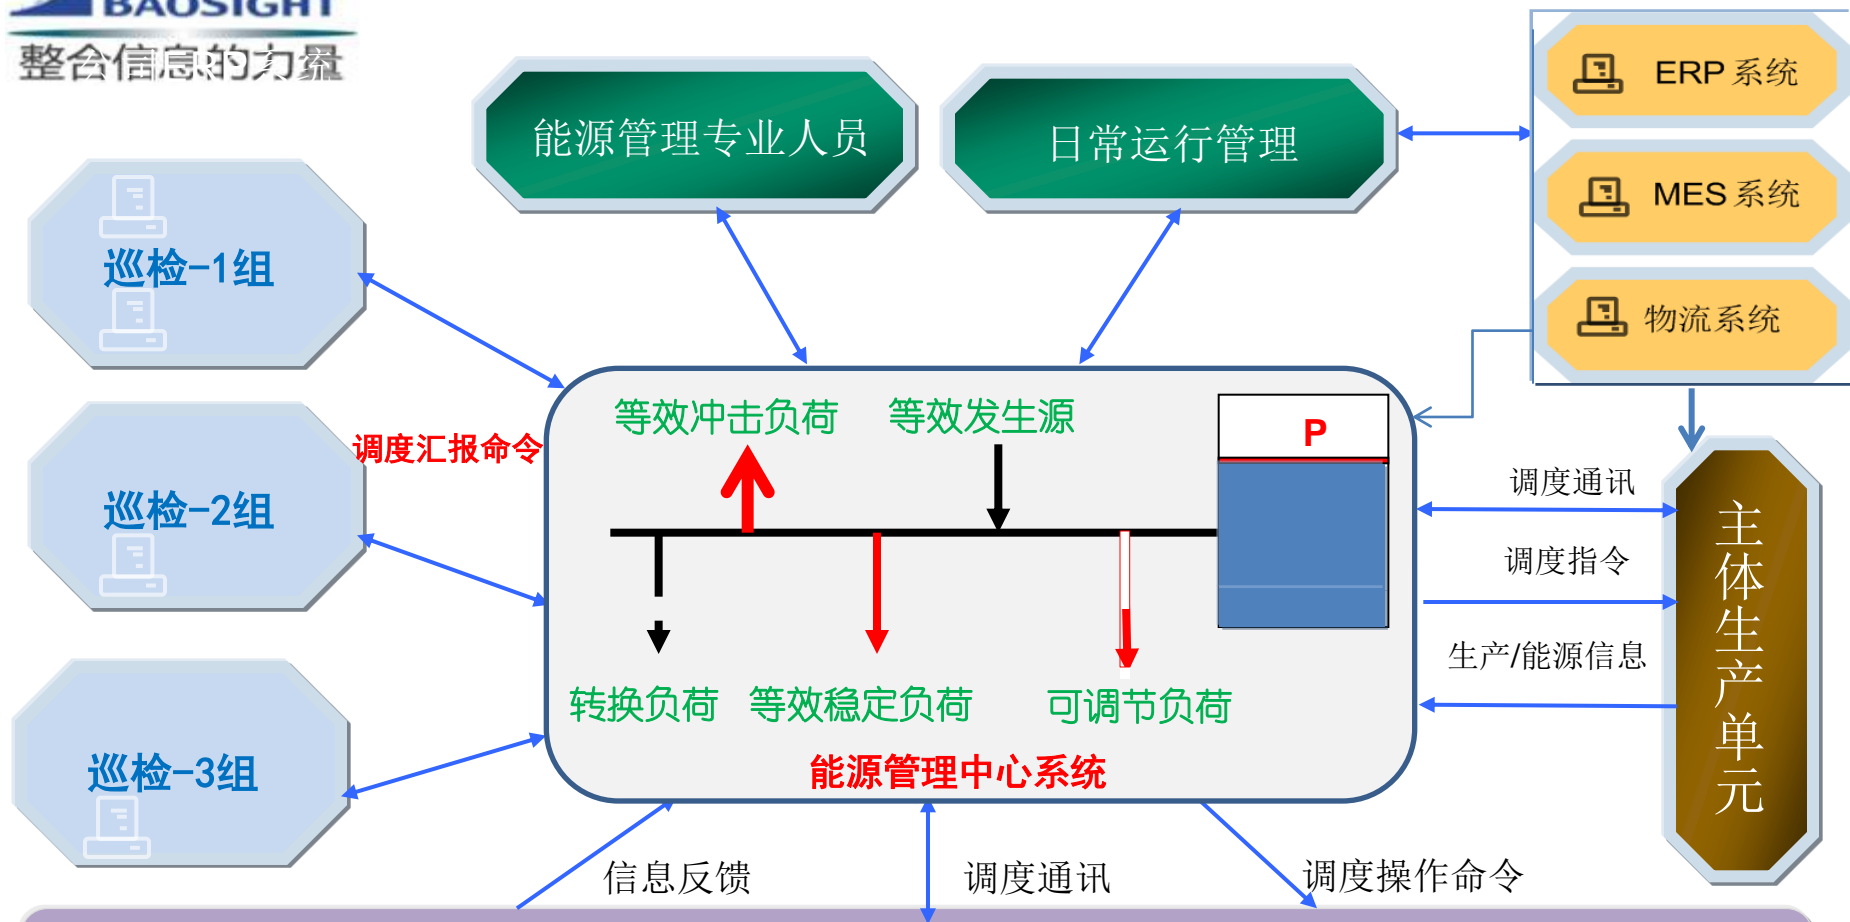 BAOSIGHT
整合信息的力量
能源管理专业人员
日常运行管理
ERP 系统
MES 系统
物流系统
巡检-1组
巡检-2组
巡检-3组
调度汇报命令
等效冲击负荷
等效发生源
P
转换负荷
等效稳定负荷
可调节负荷
能源管理中心系统
调度通讯
调度指令
生产/能源信息
主体生产单元
信息反馈
调度通讯
调度操作命令